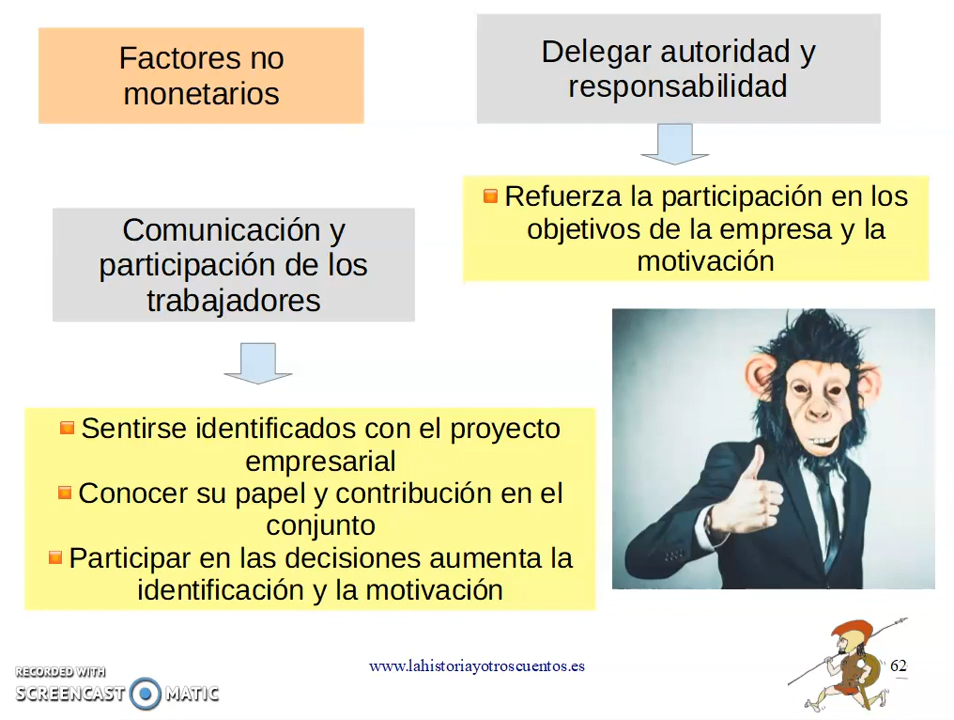 Factores no
monetarios
Delegar autoridad y
responsabilidad
Refuerza la participación en los
objetivos de la empresa y la
motivación
Comunicación y
participación de los
trabajadores
Sentirse identificados con el proyecto
empresarial
Conocer su papel y contribución en el
conjunto
Participar en las decisiones aumenta la
identificación y la motivación
www.lahistoriayotroscuentos.es
62
RECORDED WITH
SCREENCAST MATIC